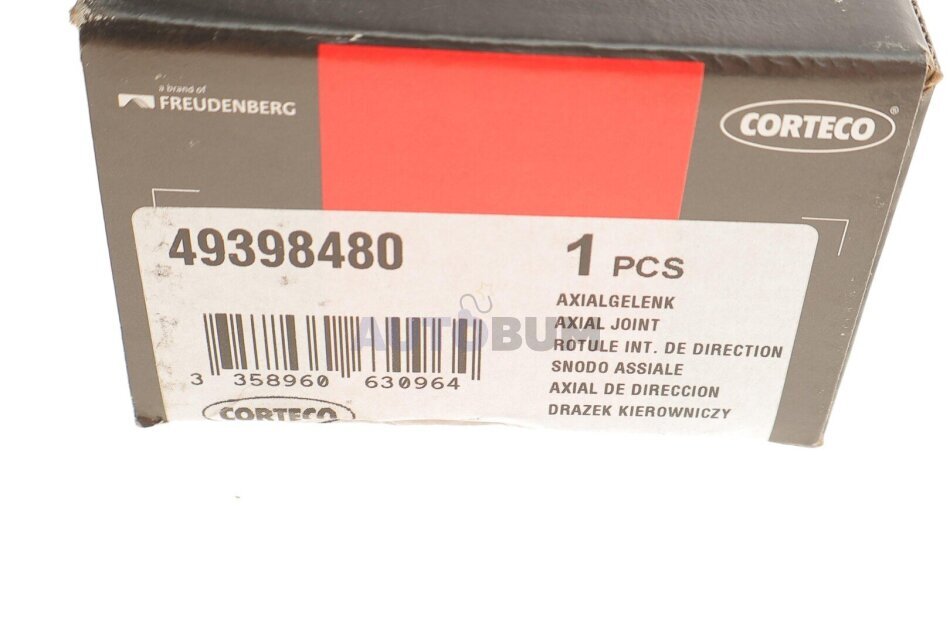 a brand of
FREUDENBERG
CORTECO®
49398480
1 PCS
AXIALGELENK
AXIAL JOINT
ROTULE INT. DE DIRECTION
SNODO ASSIALE
AXIAL DE DIRECCION
DRAZEK KIEROWNICZY
AUTOBUM
3 358960 630964
CORTECO